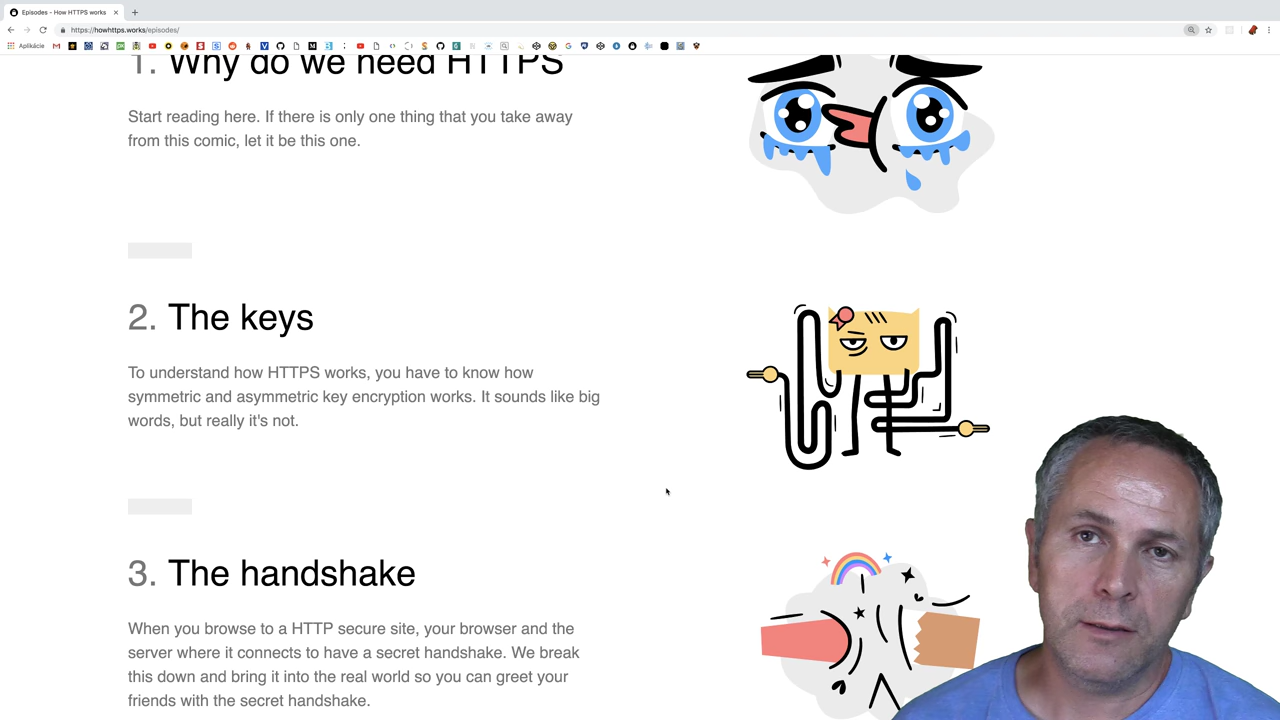 Episodes - How HTTPS works
https://howhttps.works/episodes/
Aplikácie
1. Why do we need HTTPS
Start reading here. If there is only one thing that you take away
from this comic, let it be this one.
2. The keys
To understand how HTTPS works, you have to know how
symmetric and asymmetric key encryption works. It sounds like big
words, but really it's not.
3. The handshake
When you browse to a HTTP secure site, your browser and the
server where it connects to have a secret handshake. We break
this down and bring it into the real world so you can greet your
friends with the secret handshake.